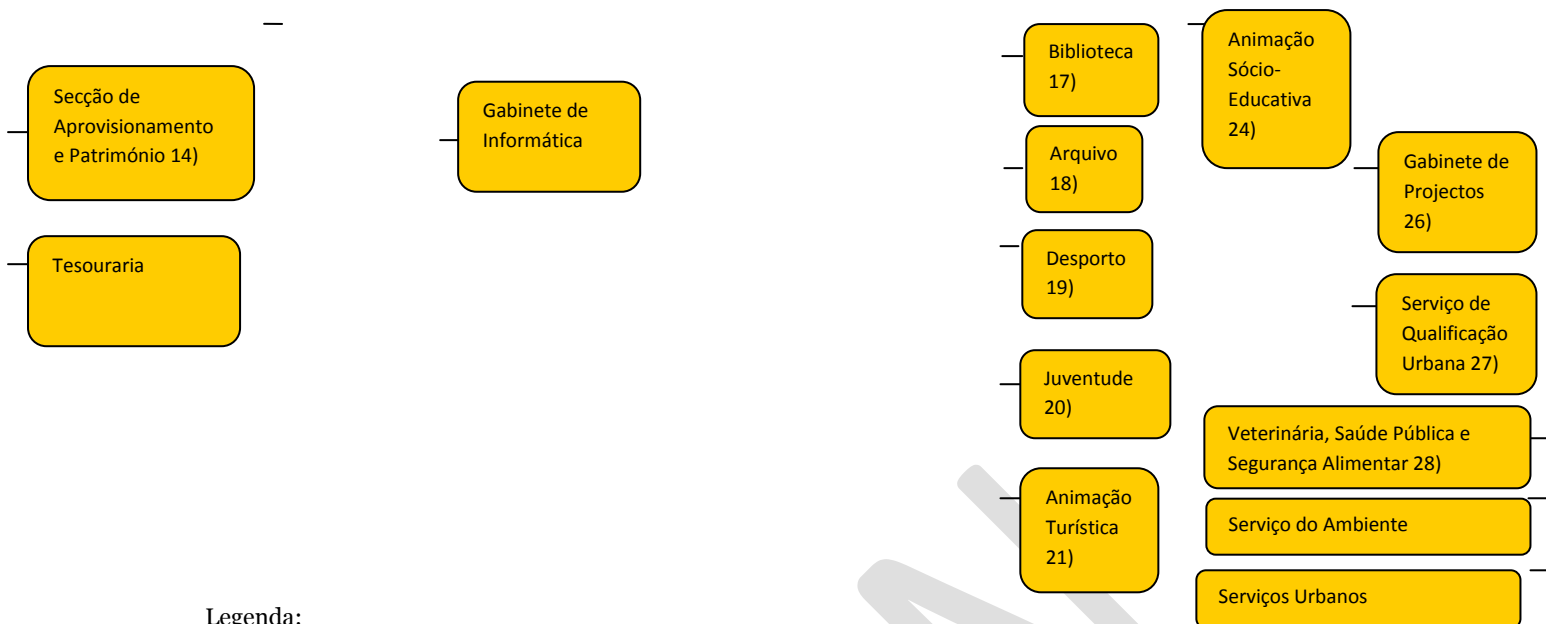 Secção de
Aprovisionamento
e Património 14)
Tesouraria
Gabinete de
Informática
Biblioteca
17)
Arquivo
18)
Desporto
19)
Juventude
20)
Animação
Turística
21)
Animação
Sócio-
Educativa
24)
Gabinete de
Projectos
26)
Serviço de
Qualificação
Urbana 27)
Veterinária, Saúde Pública e
Segurança Alimentar 28)
Serviço do Ambiente
Serviços Urbanos
Legenda: